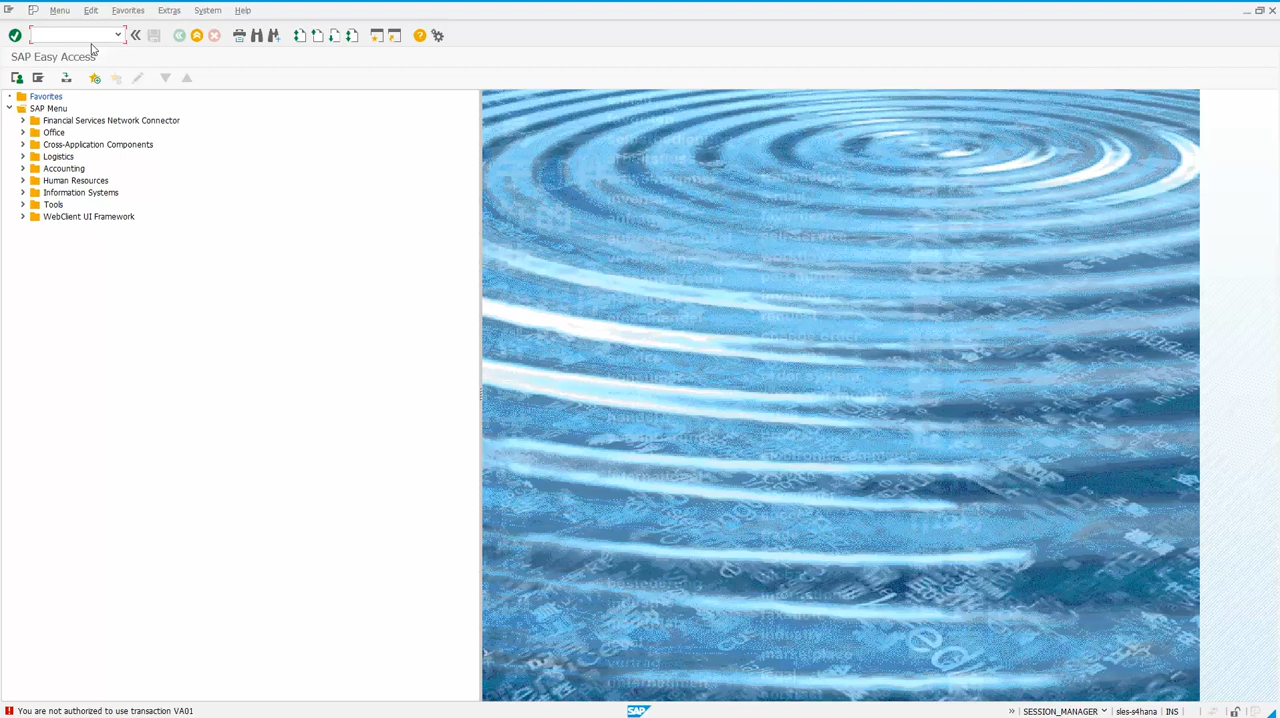 Menu Edit Favorites Extras System Help
SAP Easy Access
Favorites
SAP Menu
Financial Services Network Connector
Office
Cross-Application Components
Logistics
Accounting
Human Resources
Information Systems
Tools
WebClient UI Framework
You are not authorized to use transaction VA01
SAP
SESSION_MANAGER
sles-s4hana
INS